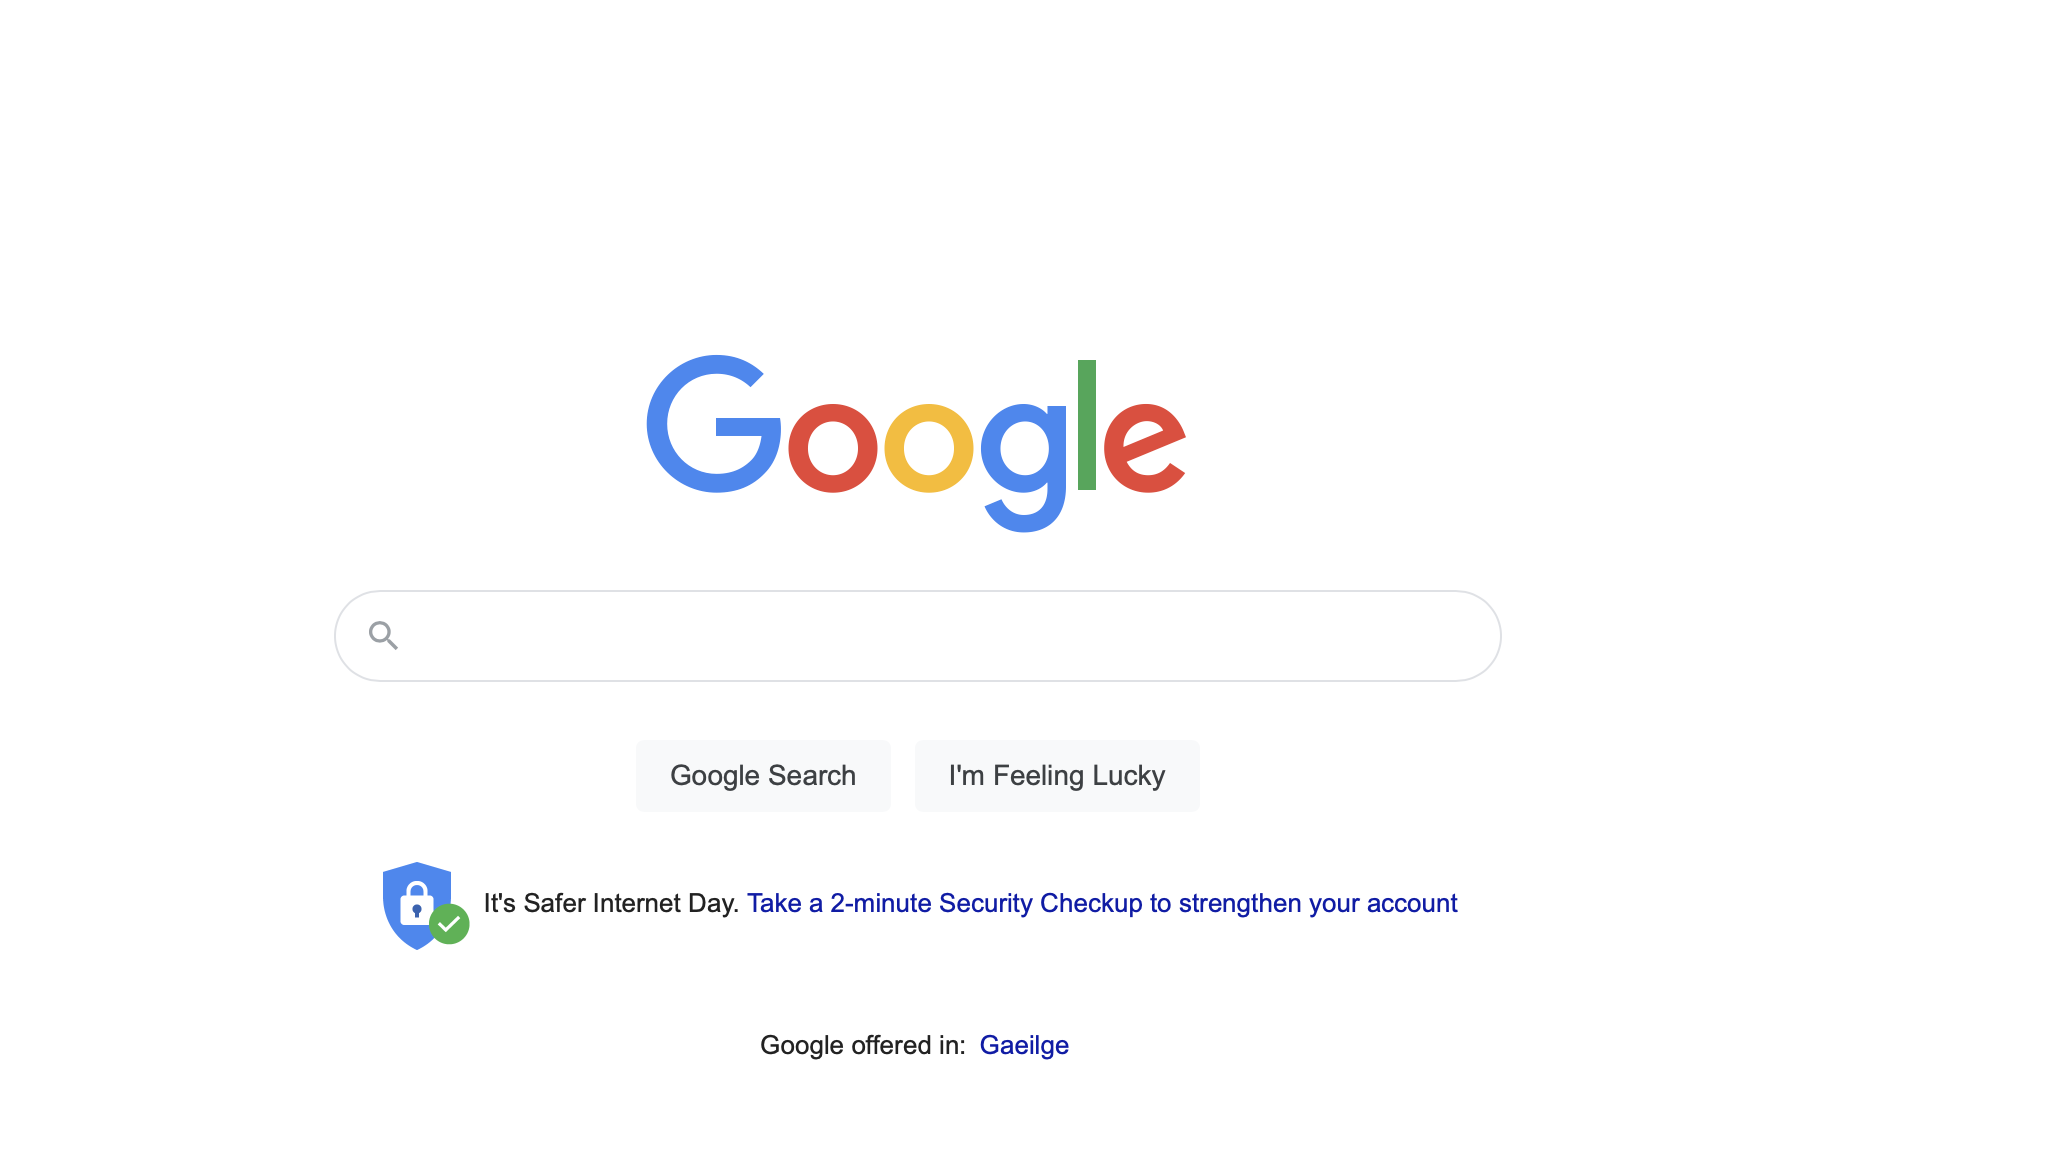 Google
Google Search
I'm Feeling Lucky
It's Safer Internet Day. Take a 2-minute Security Checkup to strengthen your account
Google offered in: Gaeilge